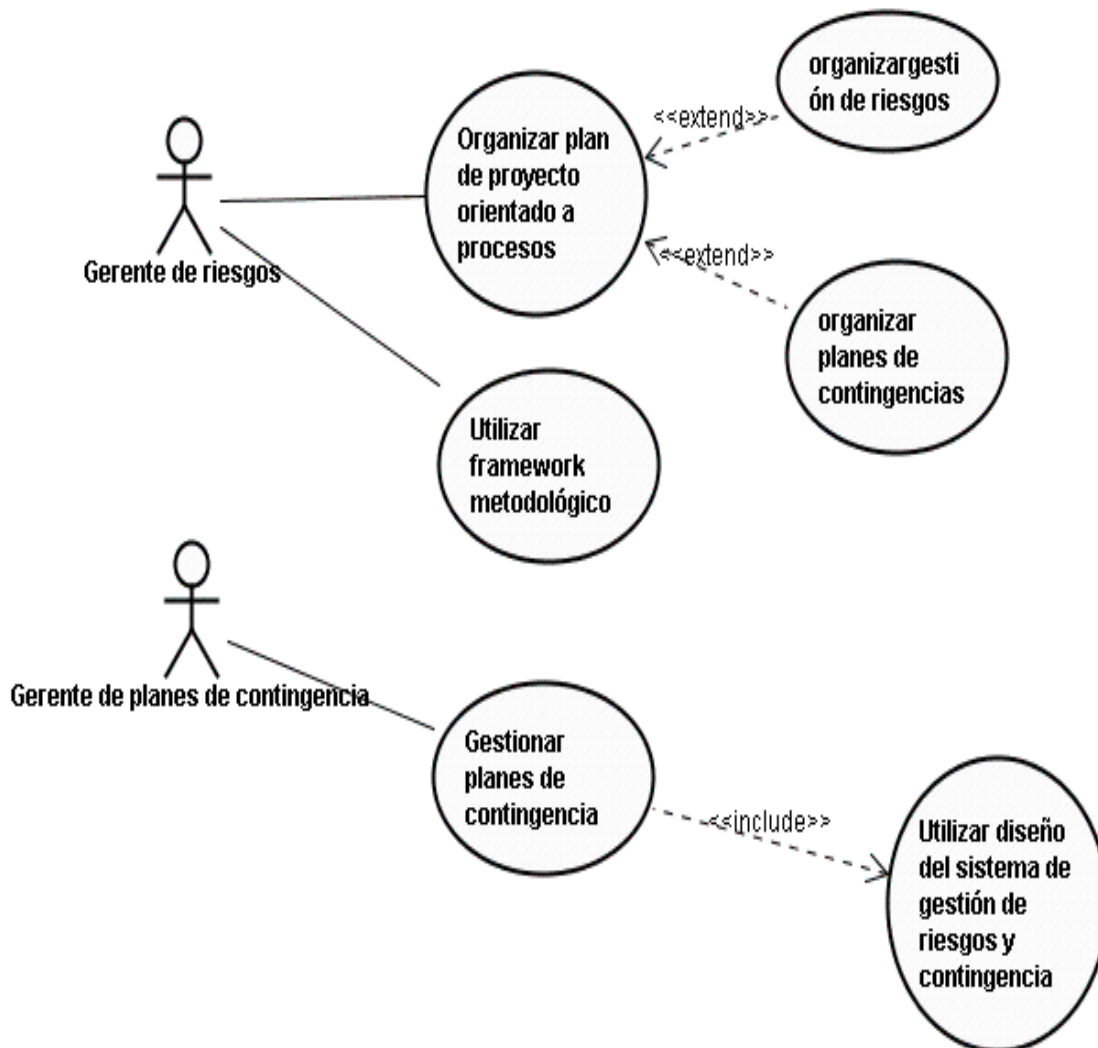 organizargesti
ón de riesgos
<<extend>>
Organizar plan
de proyecto
orientado a
procesos
Gerente de riesgos
<<extend>>
organizar
planes de
contingencias
Utilizar
framework
metodológico
Gerente de planes de contingencia
Gestionar
planes de
contingencia
<<include>>
Utilizar diseño
del sistema de
gestión de
riesgos y
contingencia